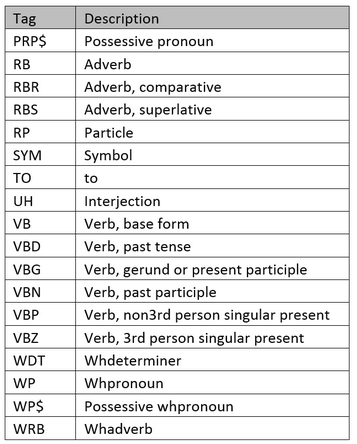 Tag Description
PRP$ Possessive pronoun
RB Adverb
RBR Adverb, comparative
RBS Adverb, superlative
RP Particle
SYM Symbol
TO to
UH Interjection
VB Verb, base form
VBD Verb, past tense
VBG Verb, gerund or present participle
VBN Verb, past participle
VBP Verb, non3rd person singular present
VBZ Verb, 3rd person singular present
WDT Whdeterminer
WP Whpronoun
WP$ Possessive whpronoun
WRB Whadverb